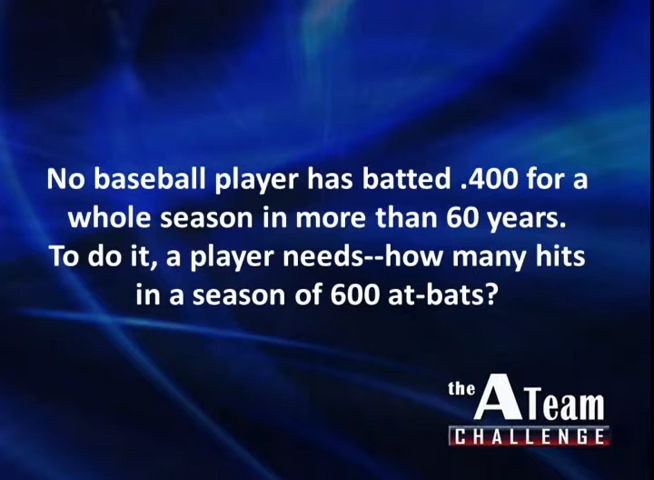 No baseball player has batted .400 for a
whole season in more than 60 years.
To do it, a player needs--how many hits
in a season of 600 at-bats?
the A Team
CHALLENGE